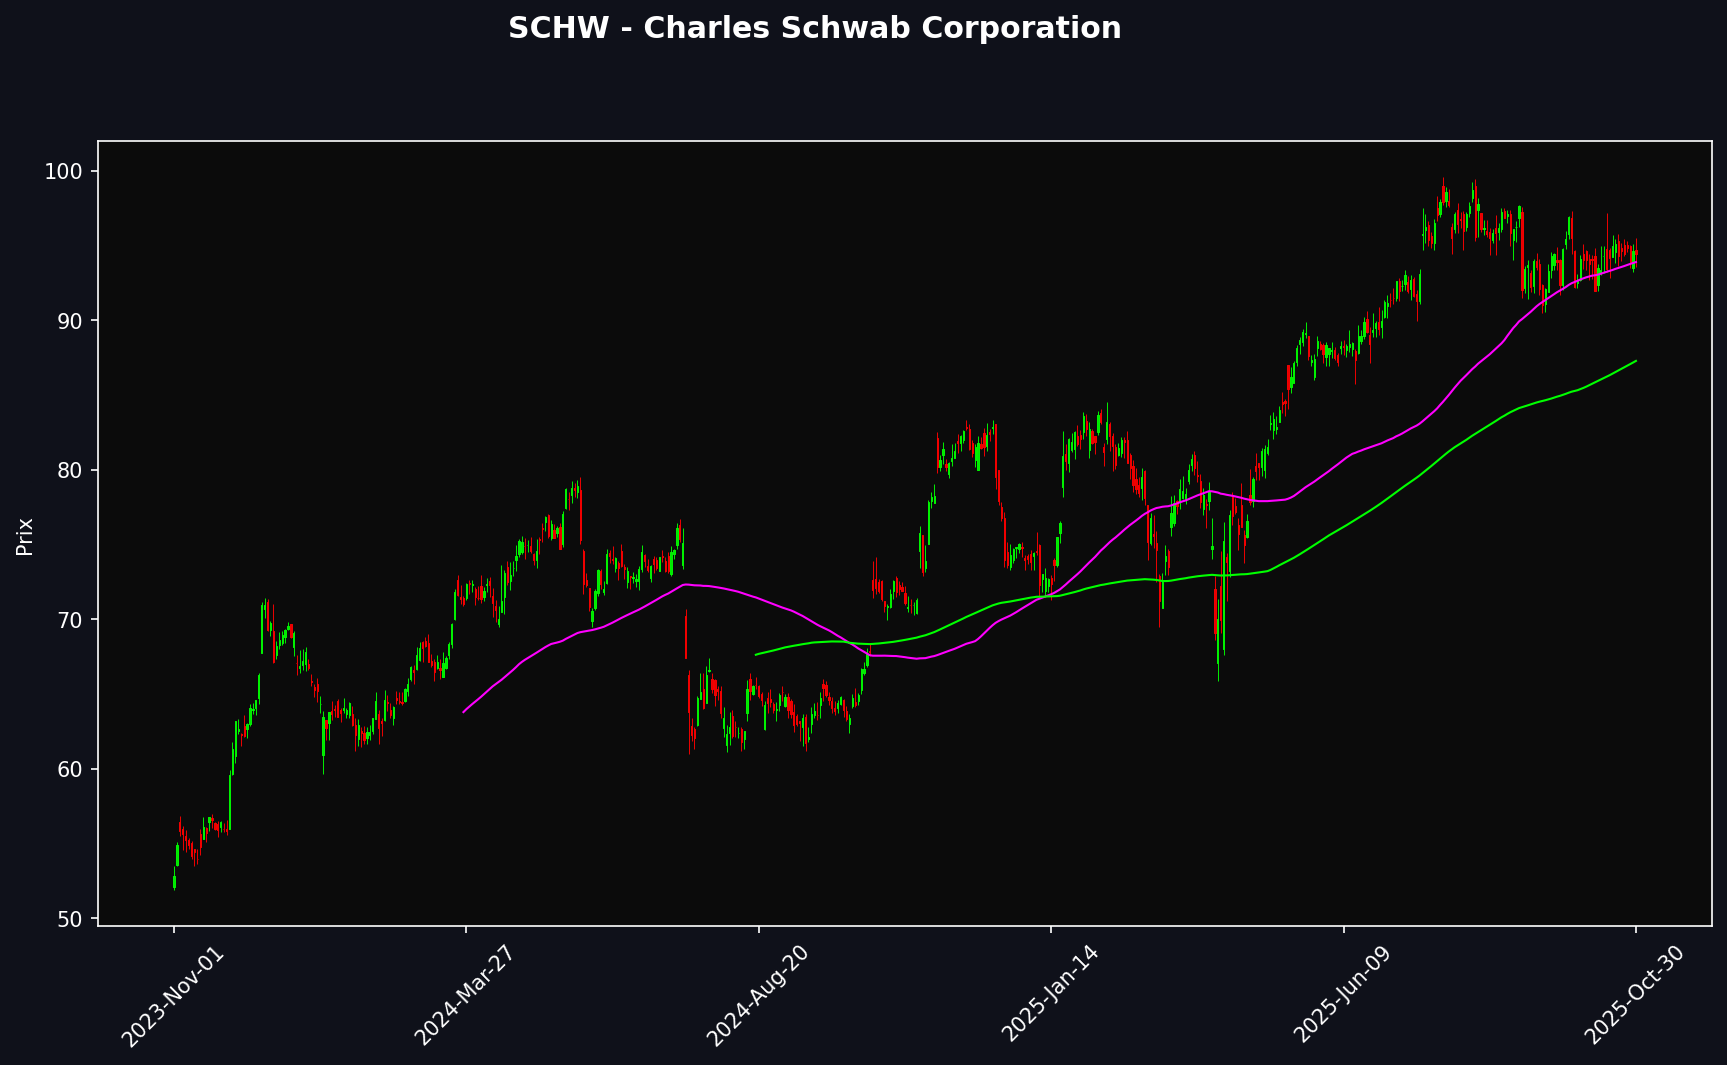 SCHW - Charles Schwab Corporation
Prix
100
90
80
70
60
50
2023-Nov-01
2024-Mar-27
2024-Aug-20
2025-Jan-14
2025-Jun-09
2025-Oct-30